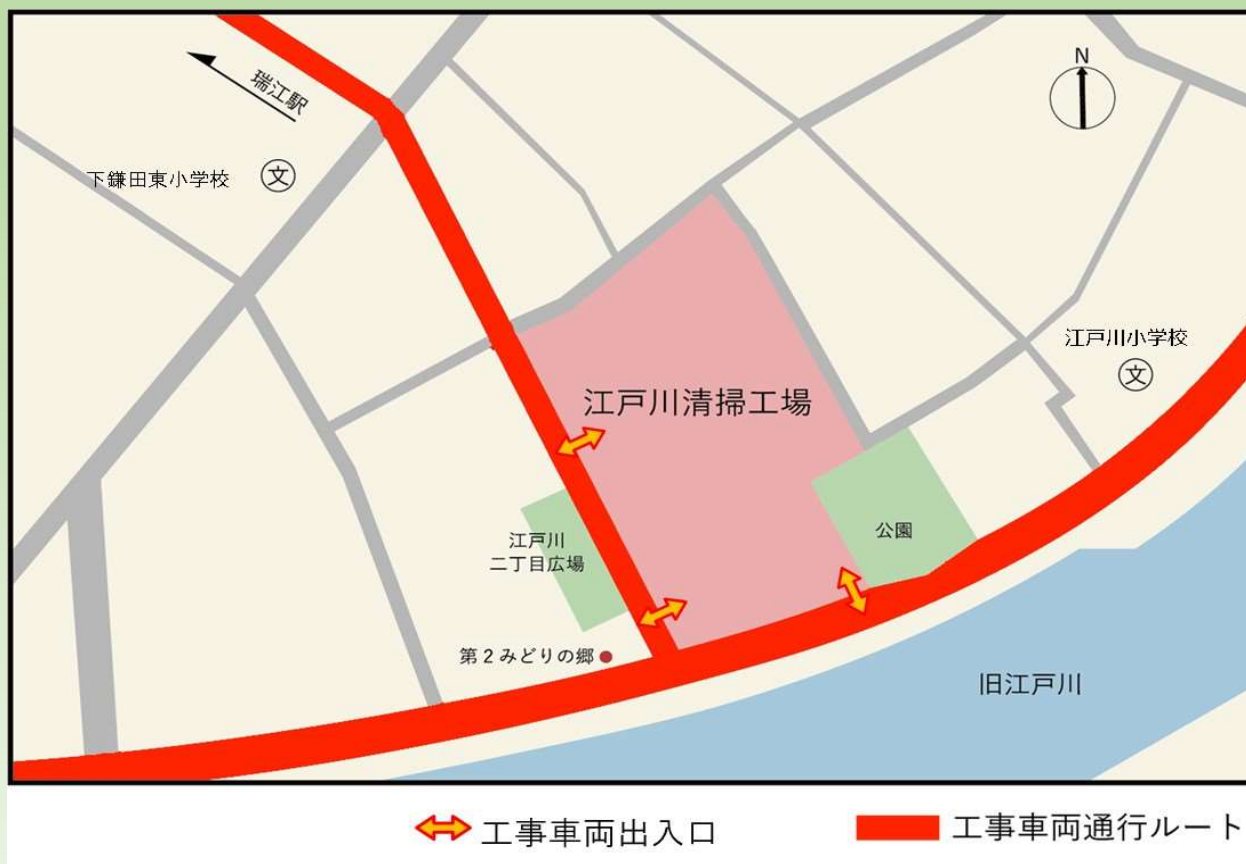 N
瑞江駅
下鎌田東小学校
文
江戸川小学校
文
江戸川清掃工場
公園
江戸川
二丁目広場
第2みどりの郷
旧江戸川
工事車両出入口
工事車両通行ルート